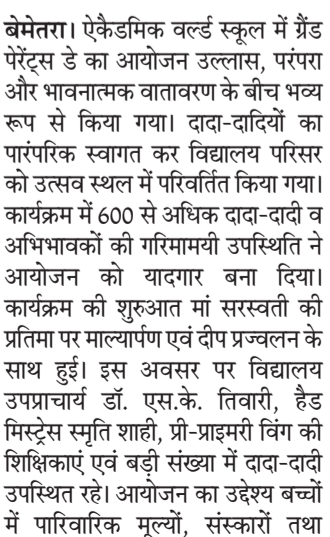 बेमेतरा। ऐकैडमिक वर्ल्ड स्कूल में ग्रैंड
पेरेंट्स डे का आयोजन उल्लास, परंपरा
और भावनात्मक वातावरण के बीच भव्य
रूप से किया गया। दादा-दादियों का
पारंपरिक स्वागत कर विद्यालय परिसर
को उत्सव स्थल में परिवर्तित किया गया।
कार्यक्रम में 600 से अधिक दादा-दादी व
अभिभावकों की गरिमामयी उपस्थिति ने
आयोजन को यादगार बना दिया।
कार्यक्रम की शुरुआत मां सरस्वती की
प्रतिमा पर माल्यार्पण एवं दीप प्रज्वलन के
साथ हुई। इस अवसर पर विद्यालय
उपप्राचार्य डॉ. एस.के. तिवारी, हैड
मिस्ट्रेस स्मृति शाही, प्री-प्राइमरी विंग की
शिक्षिकाएं एवं बड़ी संख्या में दादा-दादी
उपस्थित रहे। आयोजन का उद्देश्य बच्चों
में पारिवारिक मूल्यों, संस्कारों तथा